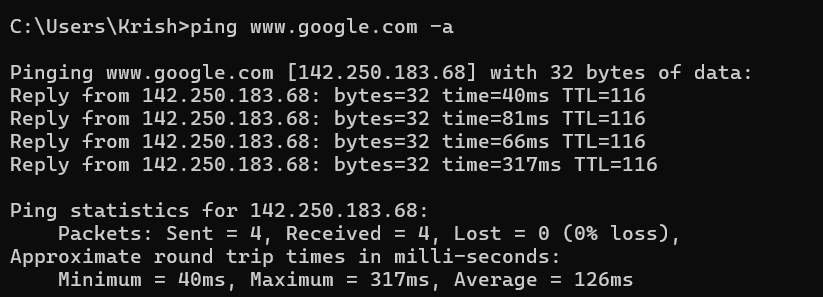 C:\Users\Krish>ping www.google.com -a
Pinging www.google.com [142.250.183.68] with 32 bytes of data:
Reply from 142.250.183.68: bytes=32 time=40ms TTL=116
Reply from 142.250.183.68: bytes=32 time=81ms TTL=116
Reply from 142.250.183.68: bytes=32 time=66ms TTL=116
Reply from 142.250.183.68: bytes=32 time=317ms TTL=116
Ping statistics for 142.250.183.68:
    Packets: Sent = 4, Received = 4, Lost = 0 (0% loss),
Approximate round trip times in milli-seconds:
    Minimum = 40ms, Maximum = 317ms, Average = 126ms